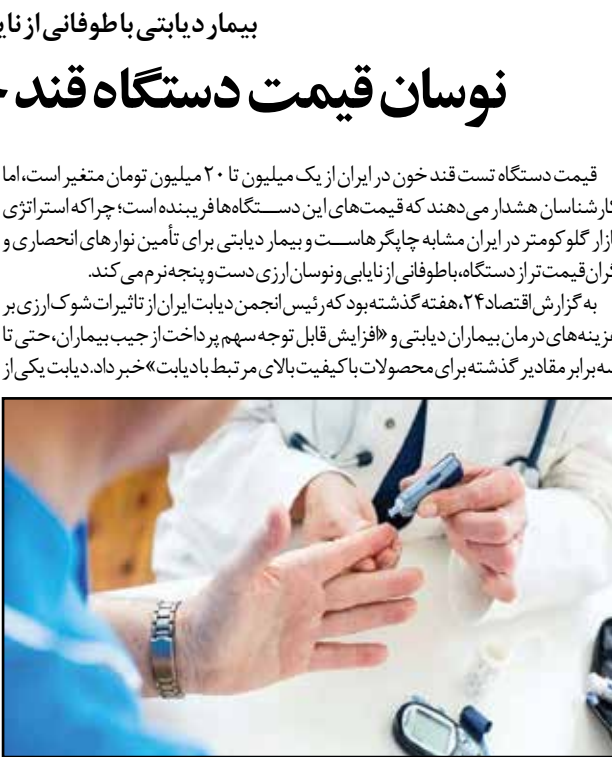 بیمار دیابتی با طوفانی از
نوسان قیمت دستگاه قند
قیمت دستگاه تست قند خون در ایران از یک میلیون تا ۲۰ میلیون تومان متغیر است، اما
کارشناسان هشدار می‌دهند که قیمت‌های این دستگاه‌ها فریبنده است؛ چراکه استراتژی
بازار گلوکومتر در ایران مشابه چاپگرهاست و بیمار دیابتی برای تأمین نوارهای انحصاری و
گران‌قیمت‌تر از دستگاه، با طوفانی از نایابی و نوسان ارزی دست و پنجه نرم می‌کند.
به گزارش اقتصاد۲۴، هفته گذشته بود که رئیس انجمن دیابت ایران از تاثیرات شوک ارزی بر
هزینه‌های درمان بیماران دیابتی و «افزایش قابل توجه سهم پرداخت از جیب بیماران، حتی تا
سه برابر مقادیر گذشته برای محصولات با کیفیت بالای مرتبط با دیابت» خبر داد. دیابت یکی از